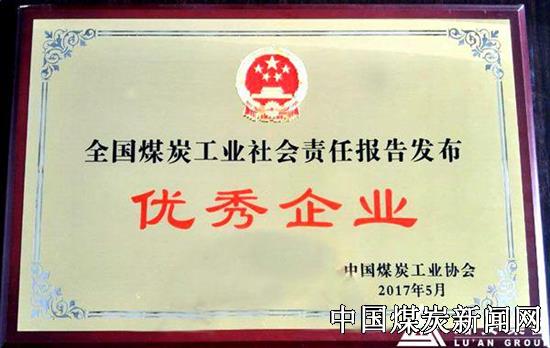 全国煤炭工业社会责任报告发布
优秀企业
中国煤炭工业协会
2017年5月
中国煤炭新闻网
LU'AN GROUP